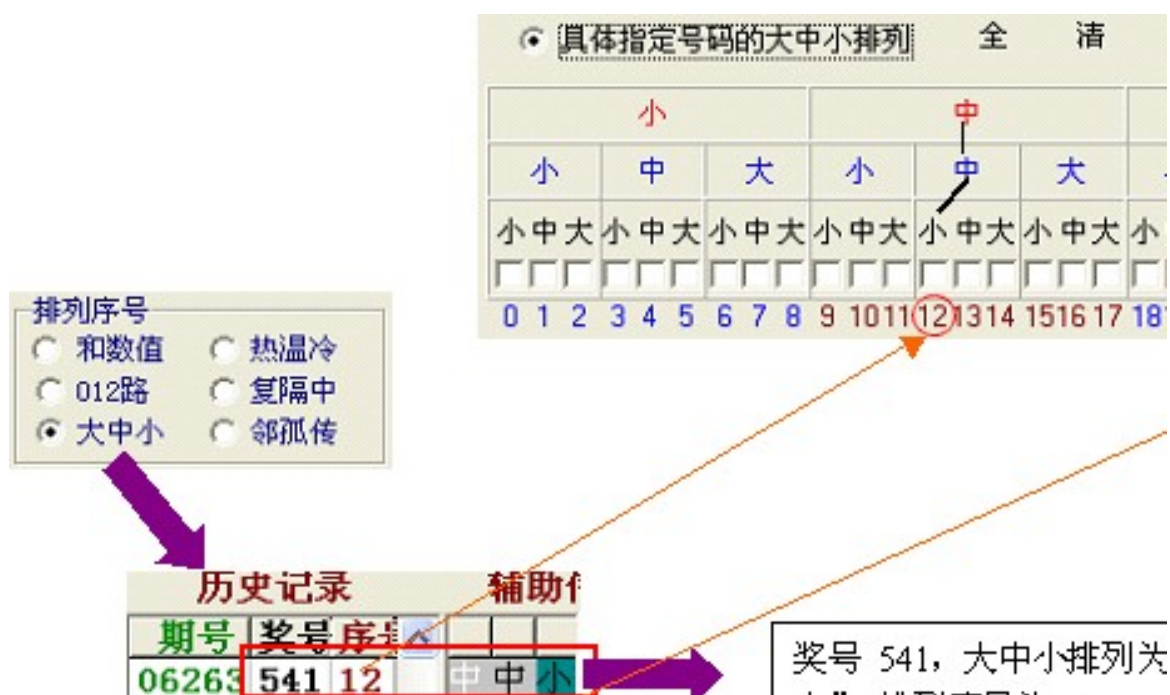 具体指定号码的大中小排列 全 清
小 中
小 中 大 小 中 大
小 中 大 小 中 大 小 中 大 小 中 大 小 中 大 小 中 大 小
0 1 2 3 4 5 6 7 8 9 10 11 12 13 14 15 16 17 18
排列序号
和数值 热温冷
012路 复隔中
大中小 邻孤传
历史记录 辅助
期号 奖号 序
06263 541 12 中 中 小
奖号 541，大中小排列为